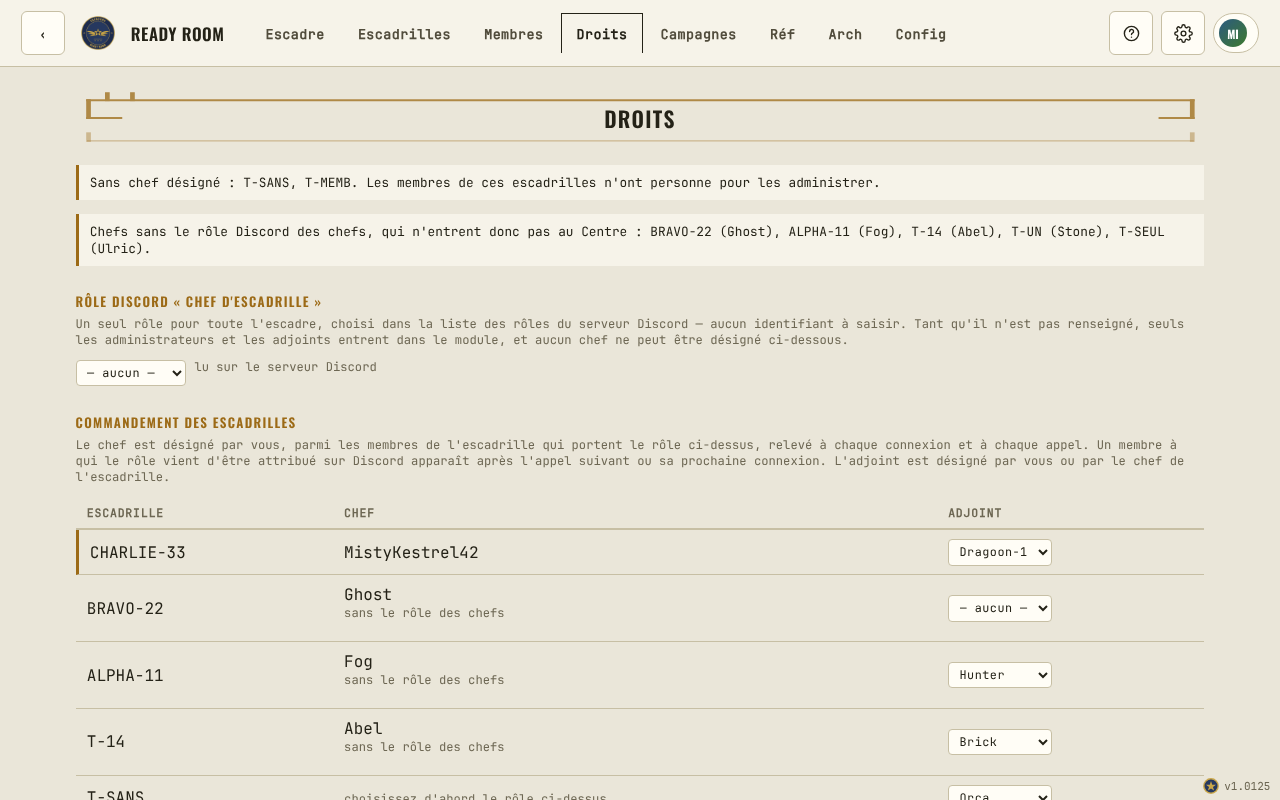 ‹
READY ROOM
Escadre
Escadrilles
Membres
Droits
Campagnes
Réf
Arch
Config
MI
DROITS
Sans chef désigné : T-SANS, T-MEMB. Les membres de ces escadrilles n'ont personne pour les administrer.
Chefs sans le rôle Discord des chefs, qui n'entrent donc pas au Centre : BRAVO-22 (Ghost), ALPHA-11 (Fog), T-14 (Abel), T-UN (Stone), T-SEUL
(Ulric).
RÔLE DISCORD « CHEF D'ESCADRILLE »
Un seul rôle pour toute l'escadre, choisi dans la liste des rôles du serveur Discord — aucun identifiant à saisir. Tant qu'il n'est pas renseigné, seuls
les administrateurs et les adjoints entrent dans le module, et aucun chef ne peut être désigné ci-dessous.
— aucun — lu sur le serveur Discord
COMMANDEMENT DES ESCADRILLES
Le chef est désigné par vous, parmi les membres de l'escadrille qui portent le rôle ci-dessus, relevé à chaque connexion et à chaque appel. Un membre à
qui le rôle vient d'être attribué sur Discord apparaît après l'appel suivant ou sa prochaine connexion. L'adjoint est désigné par vous ou par le chef de
l'escadrille.
ESCADRILLE CHEF ADJOINT
CHARLIE-33 MistyKestrel42 Dragoon-1
BRAVO-22 Ghost — aucun —
sans le rôle des chefs
ALPHA-11 Fog Hunter
sans le rôle des chefs
T-14 Abel Brick
sans le rôle des chefs
T-SANS choisissez d'abord le rôle ci-dessus Orca
v1.0125